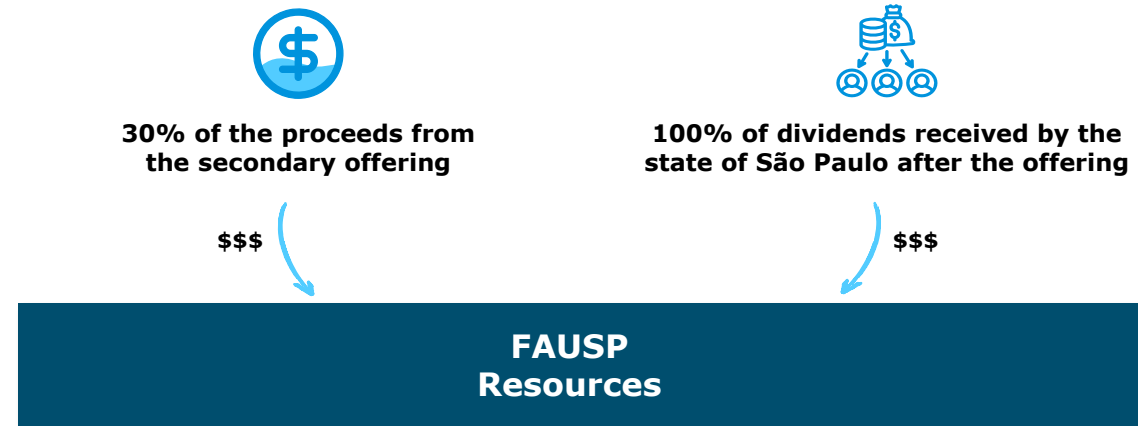 $
$
30% of the proceeds from
the secondary offering
100% of dividends received by the
state of São Paulo after the offering
$$$
$$$
FAUSP
Resources